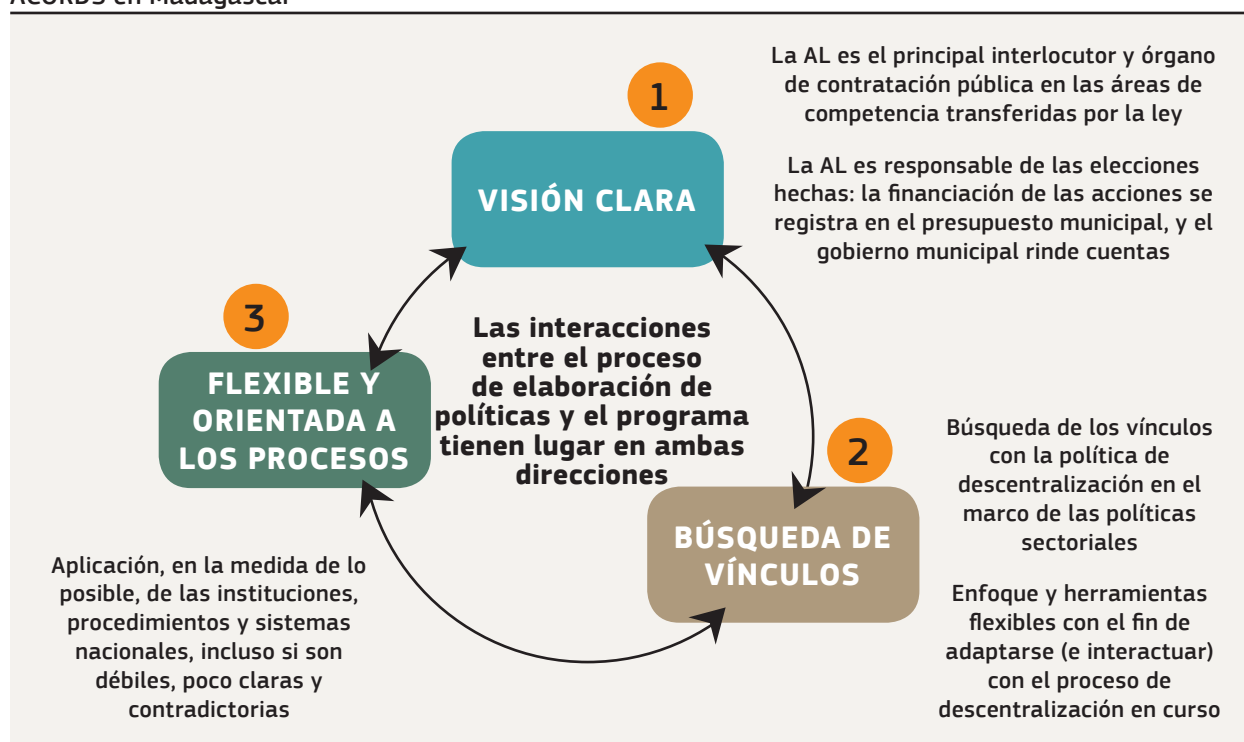 ACORDS en Madagascar
1
La AL es el principal interlocutor y órgano
de contratación pública en las áreas de
competencia transferidas por la ley
La AL es responsable de las elecciones
hechas: la financiación de las acciones se
registra en el presupuesto municipal, y el
gobierno municipal rinde cuentas
VISIÓN CLARA
3
FLEXIBLE Y
ORIENTADA A
LOS PROCESOS
Las interacciones
entre el proceso
de elaboración de
políticas y el programa
tienen lugar en ambas
direcciones
2
BÚSQUEDA DE
VÍNCULOS
Búsqueda de los vínculos
con la política de
descentralización en el
marco de las políticas
sectoriales
Enfoque y herramientas
flexibles con el fin de
adaptarse (e interactuar)
con el proceso de
descentralización en curso
Aplicación, en la medida de lo
posible, de las instituciones,
procedimientos y sistemas
nacionales, incluso si son
débiles, poco claras y
contradictorias